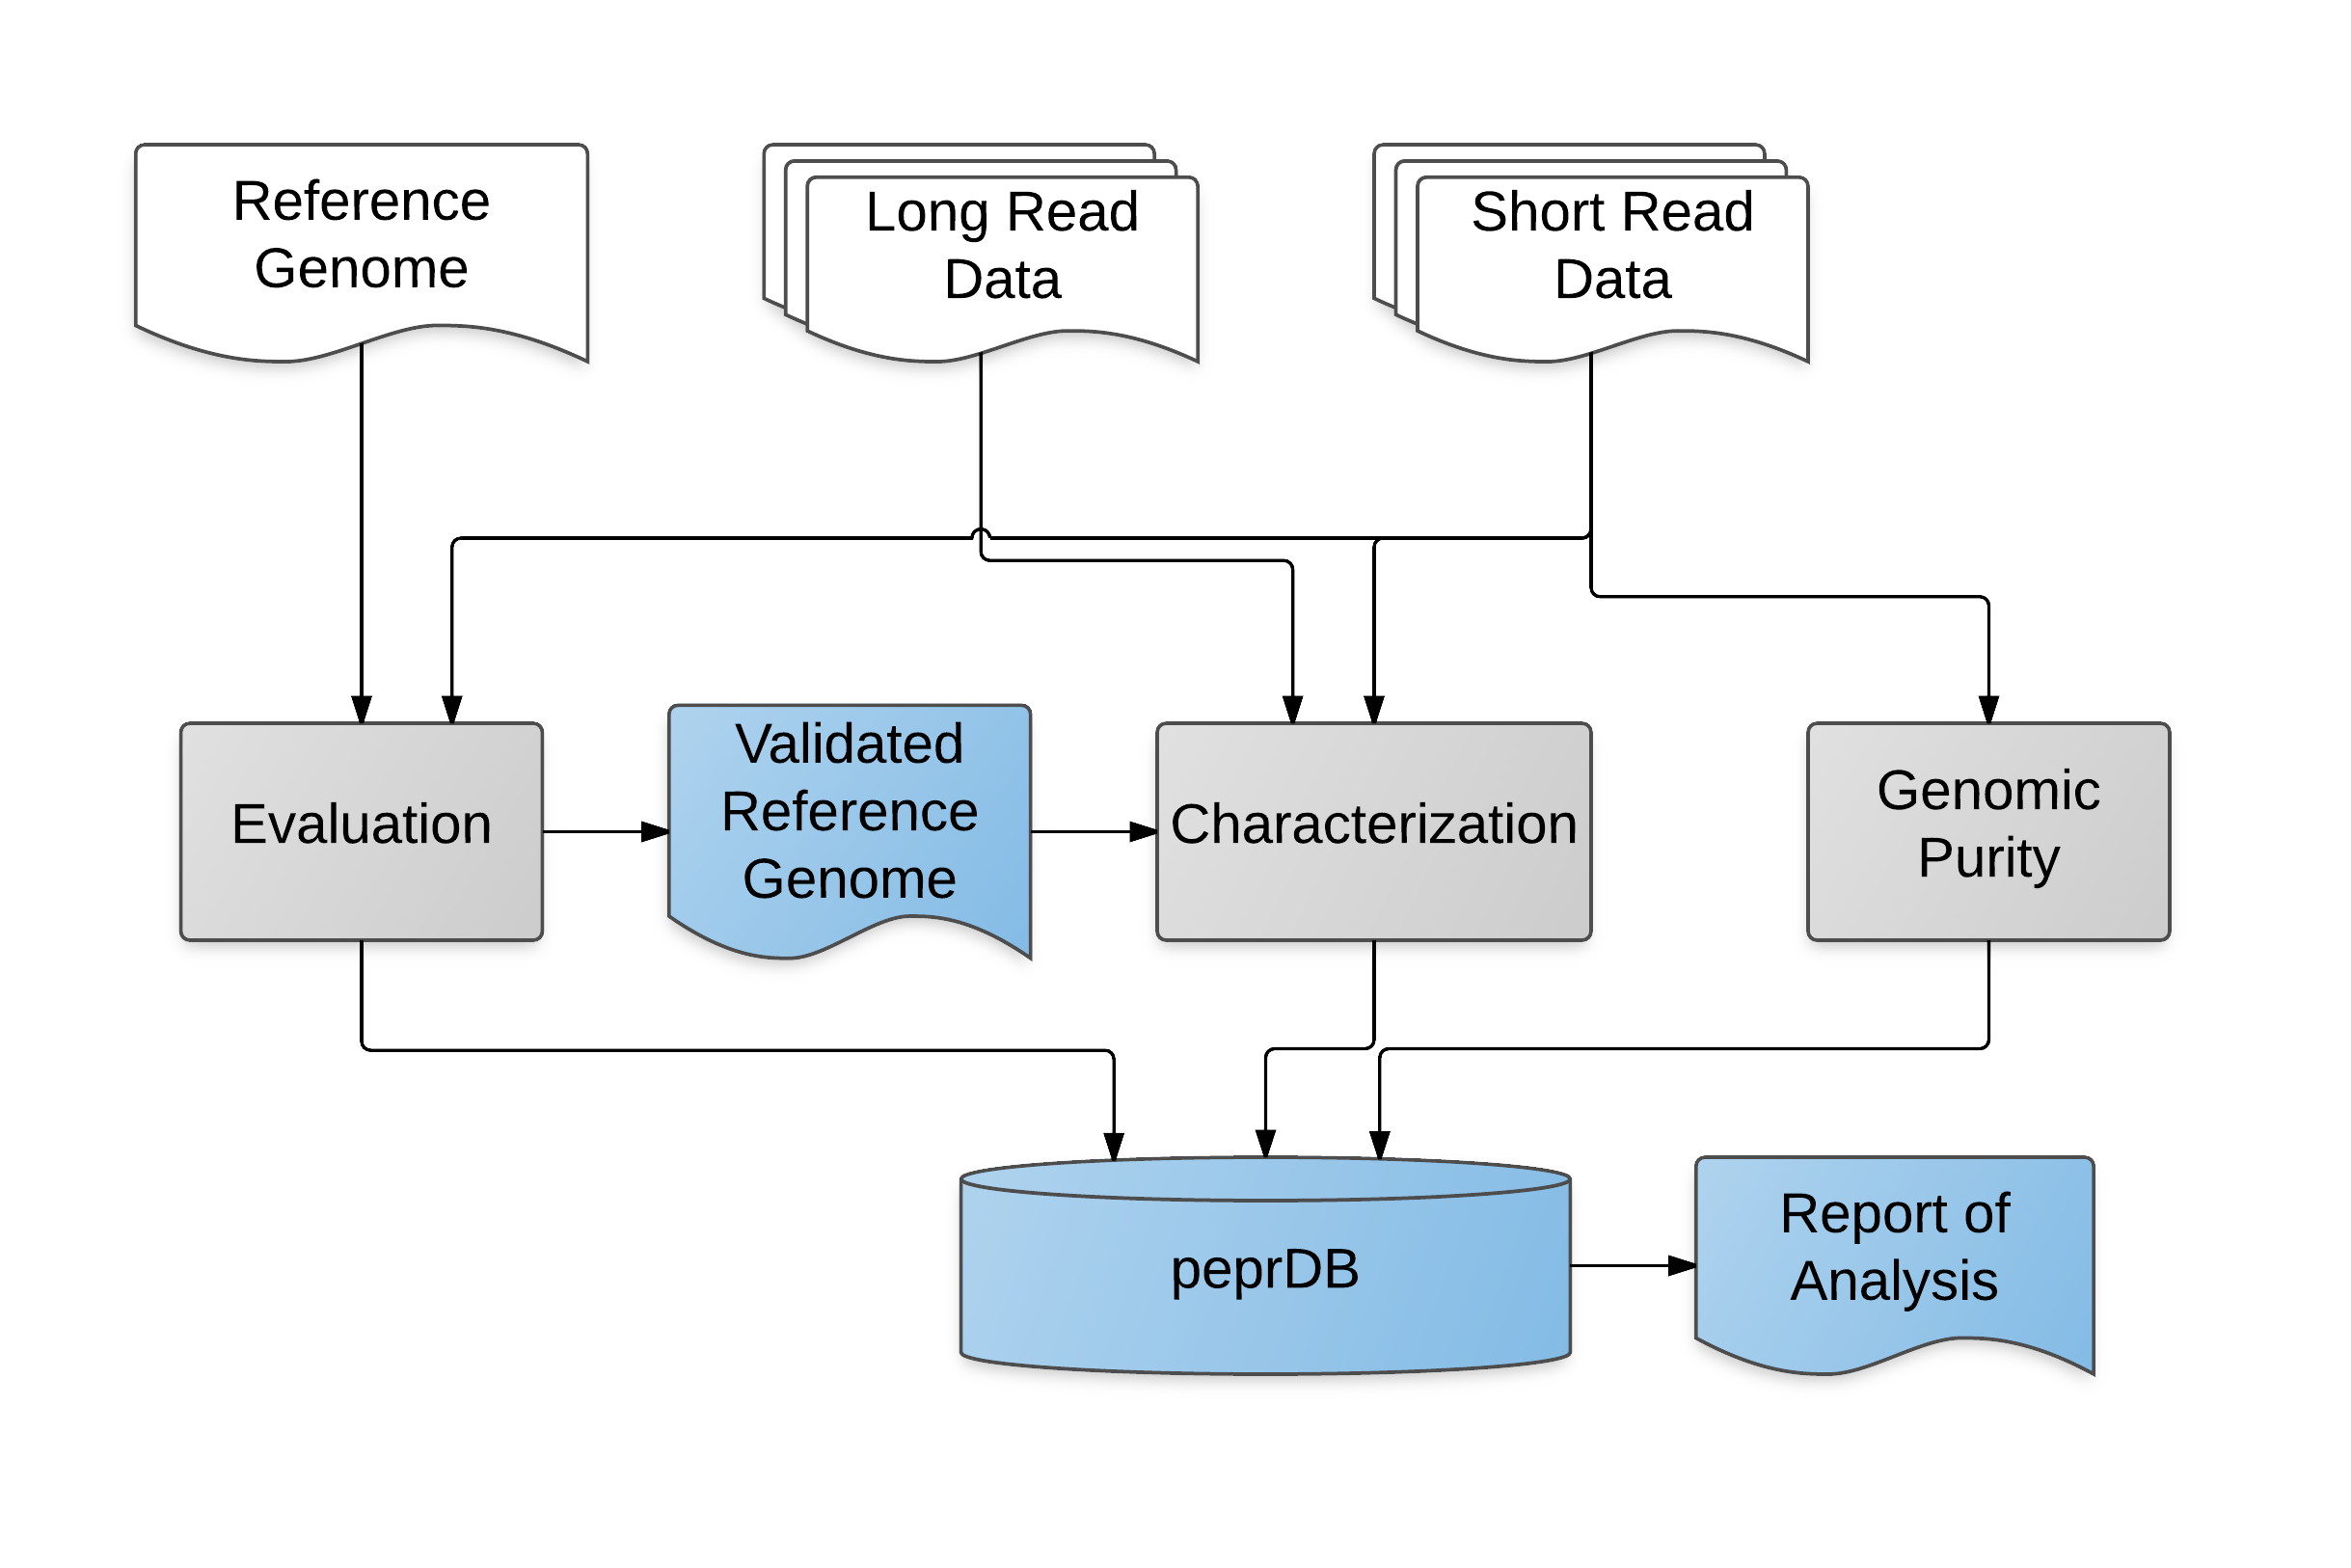 Reference
Genome
Long Read
Data
Short Read
Data
Evaluation
Validated
Reference
Genome
Characterization
Genomic
Purity
peprDB
Report of
Analysis